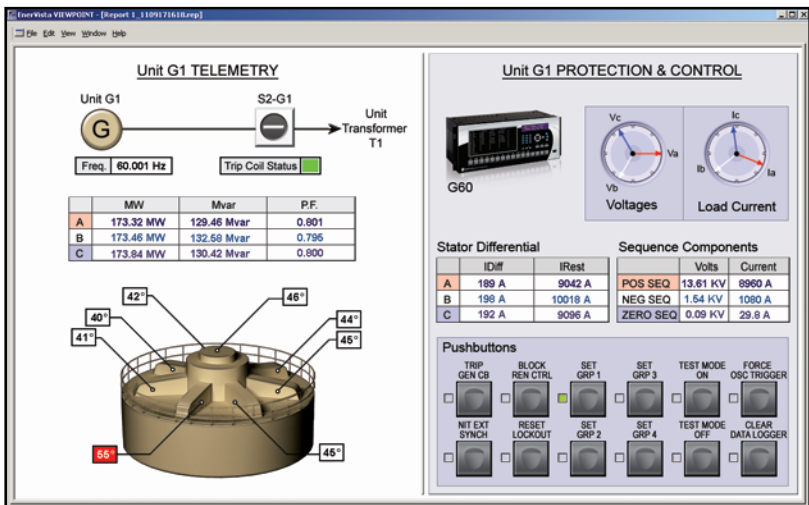 EnerVista VIEWPOINT - [Report 1_1109171618.rep]
File Edit View Window Help
Unit G1 TELEMETRY
Unit G1
S2-G1
G
Unit
Transformer
T1
Freq. 60.001 Hz
Trip Coil Status
MW Mvar P.F.
A 173.32 MW 129.46 Mvar 0.801
B 173.46 MW 132.58 Mvar 0.795
C 173.84 MW 130.42 Mvar 0.800
42°
46°
40°
44°
41°
45°
55°
45°
Unit G1 PROTECTION & CONTROL
G60
Vc
Va
Vb
Voltages
Ic
Ib
Ia
Load Current
Stator Differential
IDiff IRest
A 189 A 9042 A
B 198 A 10018 A
C 192 A 9096 A
Sequence Components
Volts Current
POS SEQ 13.61 KV 8960 A
NEG SEQ 1.54 KV 1080 A
ZERO SEQ 0.09 KV 29.8 A
Pushbuttons
TRIP GEN CB
BLOCK REN CTRL
SET GRP 1
SET GRP 3
TEST MODE ON
FORCE OSC TRIGGER
NIT EXT SYNCH
RESET LOCKOUT
SET GRP 2
SET GRP 4
TEST MODE OFF
CLEAR DATA LOGGER